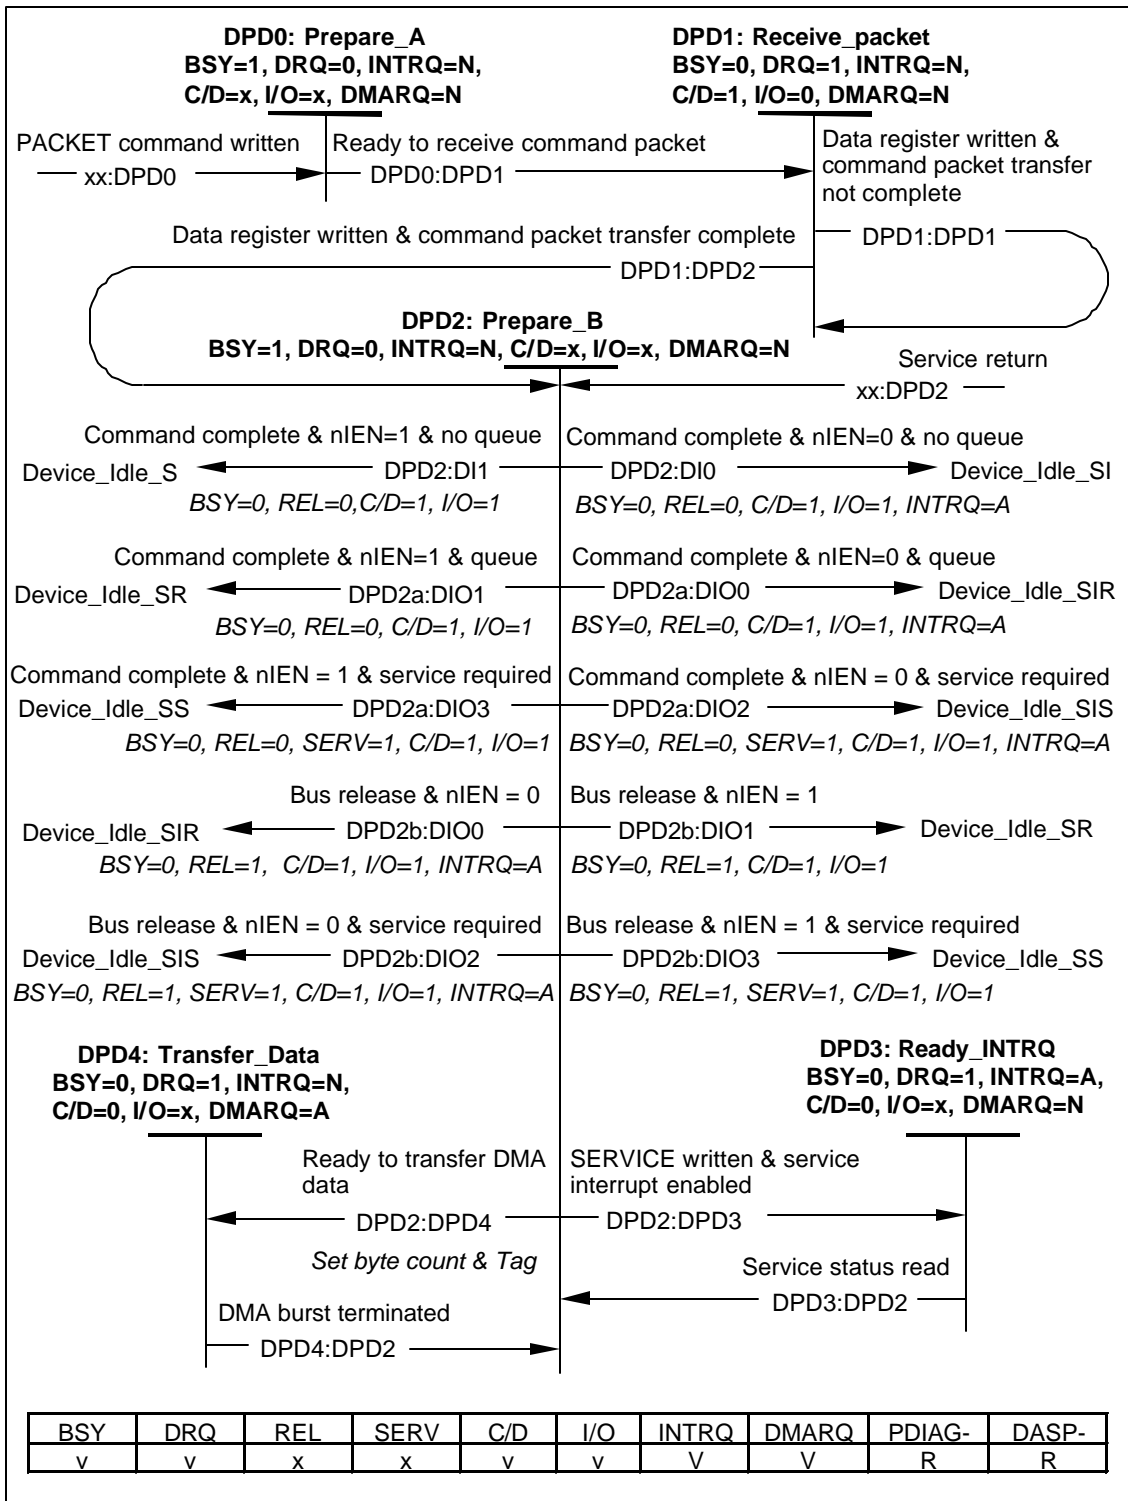 DPD0: Prepare_A
BSY=1, DRQ=0, INTRQ=N,
C/D=x, I/O=x, DMARQ=N
DPD1: Receive_packet
BSY=0, DRQ=1, INTRQ=N,
C/D=1, I/O=0, DMARQ=N
PACKET command written
xx:DPD0
Ready to receive command packet
DPD0:DPD1
Data register written &
command packet transfer
not complete
DPD1:DPD1
Data register written & command packet transfer complete
DPD1:DPD2
DPD2: Prepare_B
BSY=1, DRQ=0, INTRQ=N, C/D=x, I/O=x, DMARQ=N
Service return
xx:DPD2
Command complete & nIEN=1 & no queue
Device_Idle_S
DPD2:DI1
BSY=0, REL=0,C/D=1, I/O=1
Command complete & nIEN=0 & no queue
DPD2:DI0
Device_Idle_SI
BSY=0, REL=0, C/D=1, I/O=1, INTRQ=A
Command complete & nIEN=1 & queue
Device_Idle_SR
DPD2a:DIO1
BSY=0, REL=0, C/D=1, I/O=1
Command complete & nIEN=0 & queue
DPD2a:DIO0
Device_Idle_SIR
BSY=0, REL=0, C/D=1, I/O=1, INTRQ=A
Command complete & nIEN = 1 & service required
Device_Idle_SS
DPD2a:DIO3
BSY=0, REL=0, SERV=1, C/D=1, I/O=1
Command complete & nIEN = 0 & service required
DPD2a:DIO2
Device_Idle_SIS
BSY=0, REL=0, SERV=1, C/D=1, I/O=1, INTRQ=A
Bus release & nIEN = 0
Device_Idle_SIR
DPD2b:DIO0
BSY=0, REL=1, C/D=1, I/O=1, INTRQ=A
Bus release & nIEN = 1
DPD2b:DIO1
Device_Idle_SR
BSY=0, REL=1, C/D=1, I/O=1
Bus release & nIEN = 0 & service required
Device_Idle_SIS
DPD2b:DIO2
BSY=0, REL=1, SERV=1, C/D=1, I/O=1, INTRQ=A
Bus release & nIEN = 1 & service required
DPD2b:DIO3
Device_Idle_SS
BSY=0, REL=1, SERV=1, C/D=1, I/O=1
DPD4: Transfer_Data
BSY=0, DRQ=1, INTRQ=N,
C/D=0, I/O=x, DMARQ=A
DPD3: Ready_INTRQ
BSY=0, DRQ=1, INTRQ=A,
C/D=0, I/O=x, DMARQ=N
Ready to transfer DMA
data
DPD2:DPD4
Set byte count & Tag
SERVICE written & service
interrupt enabled
DPD2:DPD3
Service status read
DPD3:DPD2
DMA burst terminated
DPD4:DPD2
BSY DRQ REL SERV C/D I/O INTRQ DMARQ PDIAG- DASP-
v v x x v v V V R R